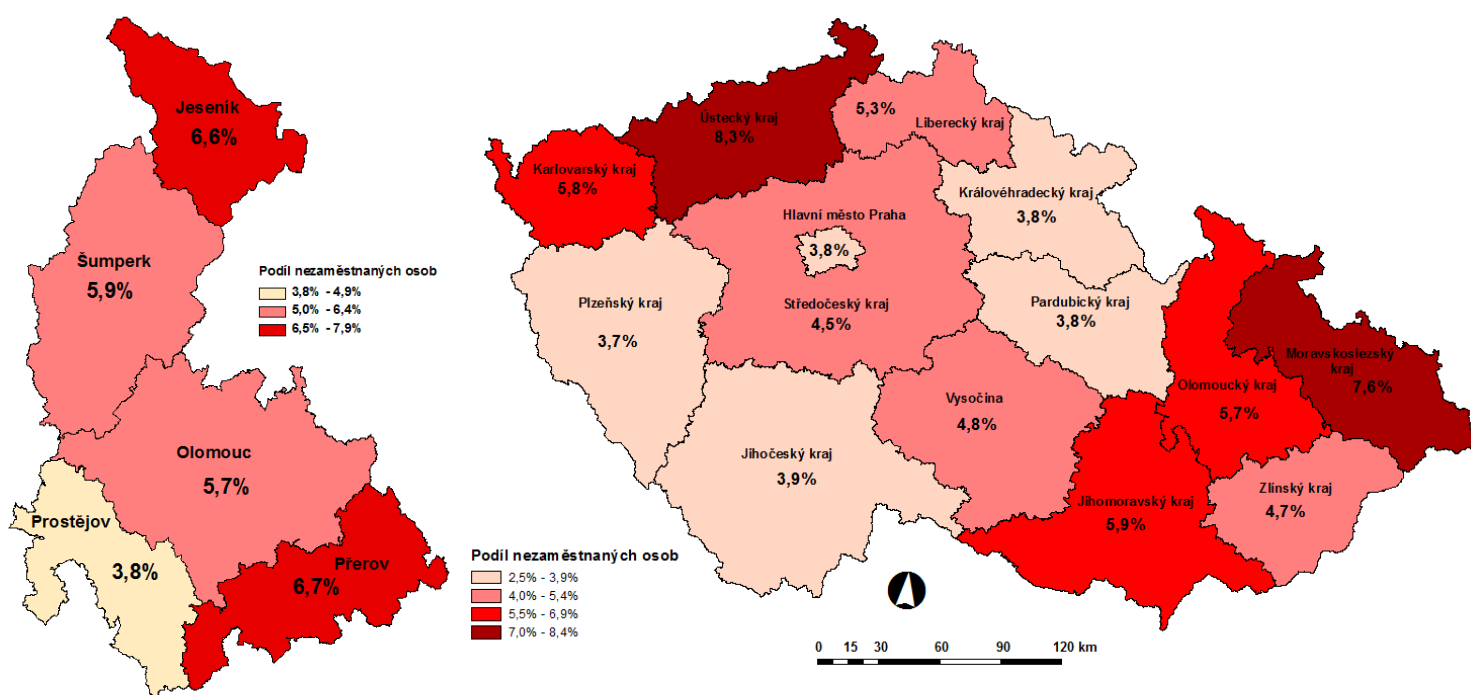 Jeseník
6,6%
Šumperk
5,9%
Podíl nezaměstnaných osob
3,8% - 4,9%
5,0% - 6,4%
6,5% - 7,9%
Olomouc
5,7%
Prostějov
3,8%
Přerov
6,7%
Ústecký kraj
8,3%
5,3%
Liberecký kraj
Karlovarský kraj
5,8%
Královéhradecký kraj
3,8%
Hlavní město Praha
3,8%
Plzeňský kraj
3,7%
Středočeský kraj
4,5%
Pardubický kraj
3,8%
Moravskoslezský
kraj
7,6%
Olomoucký kraj
5,7%
Vysočina
4,8%
Jihočeský kraj
3,9%
Jihomoravský kraj
5,9%
Zlínský kraj
4,7%
Podíl nezaměstnaných osob
2,5% - 3,9%
4,0% - 5,4%
5,5% - 6,9%
7,0% - 8,4%
0 15 30 60 90 120 km